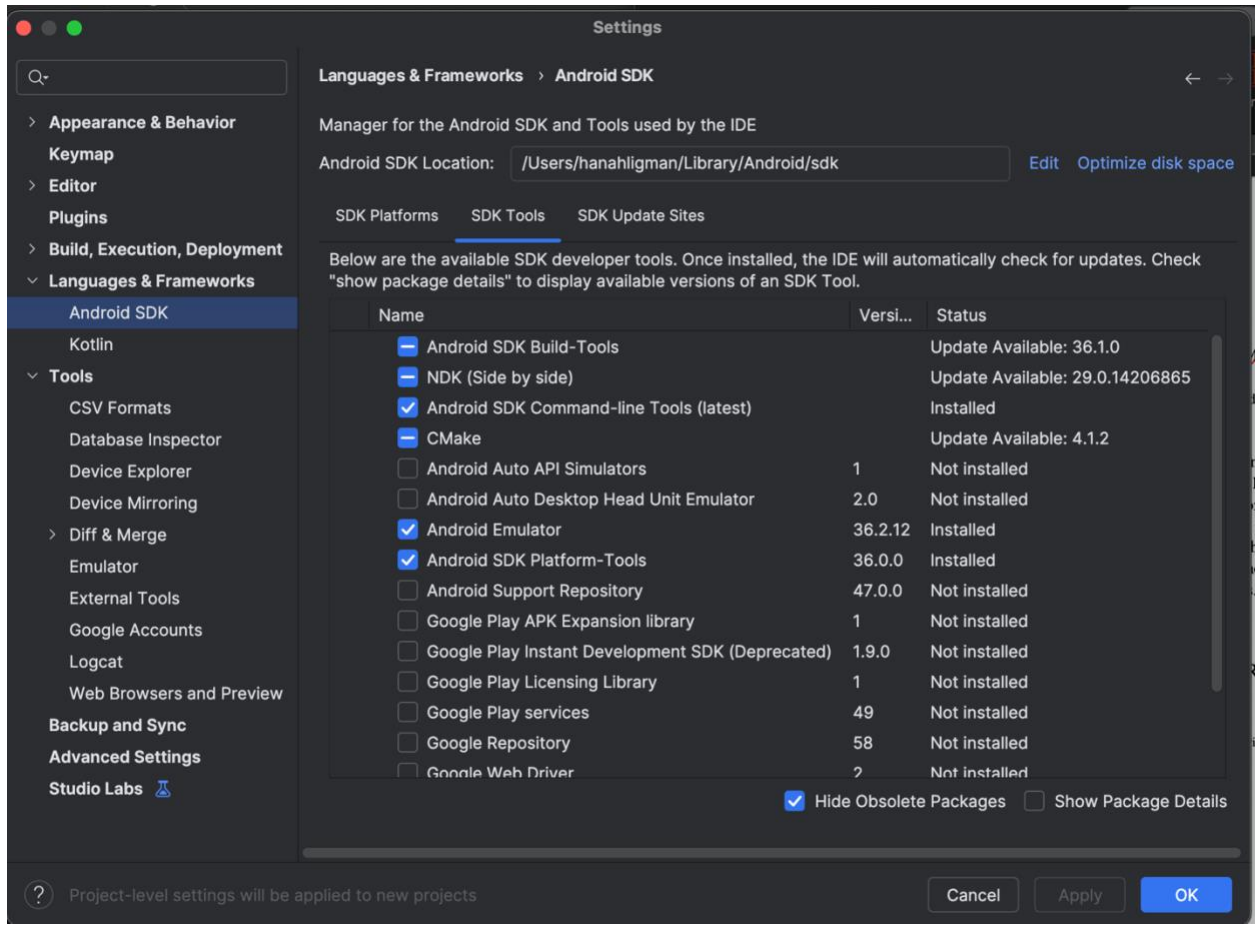 Settings
Appearance & Behavior
Keymap
Editor
Plugins
Build, Execution, Deployment
Languages & Frameworks
Android SDK
Kotlin
Tools
CSV Formats
Database Inspector
Device Explorer
Device Mirroring
Diff & Merge
Emulator
External Tools
Google Accounts
Logcat
Web Browsers and Preview
Backup and Sync
Advanced Settings
Studio Labs
Languages & Frameworks › Android SDK
Manager for the Android SDK and Tools used by the IDE
Android SDK Location: /Users/hanahligman/Library/Android/sdk Edit Optimize disk space
SDK Platforms SDK Tools SDK Update Sites
Below are the available SDK developer tools. Once installed, the IDE will automatically check for updates. Check
"show package details" to display available versions of an SDK Tool.
Name Versi... Status
Android SDK Build-Tools Update Available: 36.1.0
NDK (Side by side) Update Available: 29.0.14206865
Android SDK Command-line Tools (latest) Installed
CMake Update Available: 4.1.2
Android Auto API Simulators 1 Not installed
Android Auto Desktop Head Unit Emulator 2.0 Not installed
Android Emulator 36.2.12 Installed
Android SDK Platform-Tools 36.0.0 Installed
Android Support Repository 47.0.0 Not installed
Google Play APK Expansion library 1 Not installed
Google Play Instant Development SDK (Deprecated) 1.9.0 Not installed
Google Play Licensing Library 1 Not installed
Google Play services 49 Not installed
Google Repository 58 Not installed
Google Web Driver 2 Not installed
Hide Obsolete Packages Show Package Details
? Project-level settings will be applied to new projects
Cancel Apply OK